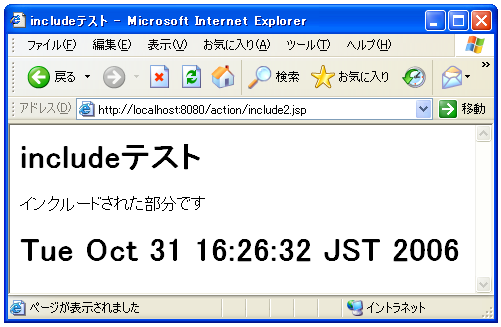 includeテスト - Microsoft Internet Explorer
ファイル(F) 編集(E) 表示(V) お気に入り(A) ツール(T) ヘルプ(H)
戻る 検索 お気に入り
アドレス(D) http://localhost:8080/action/include2.jsp 移動
includeテスト
インクルードされた部分です
Tue Oct 31 16:26:32 JST 2006
ページが表示されました イントラネット